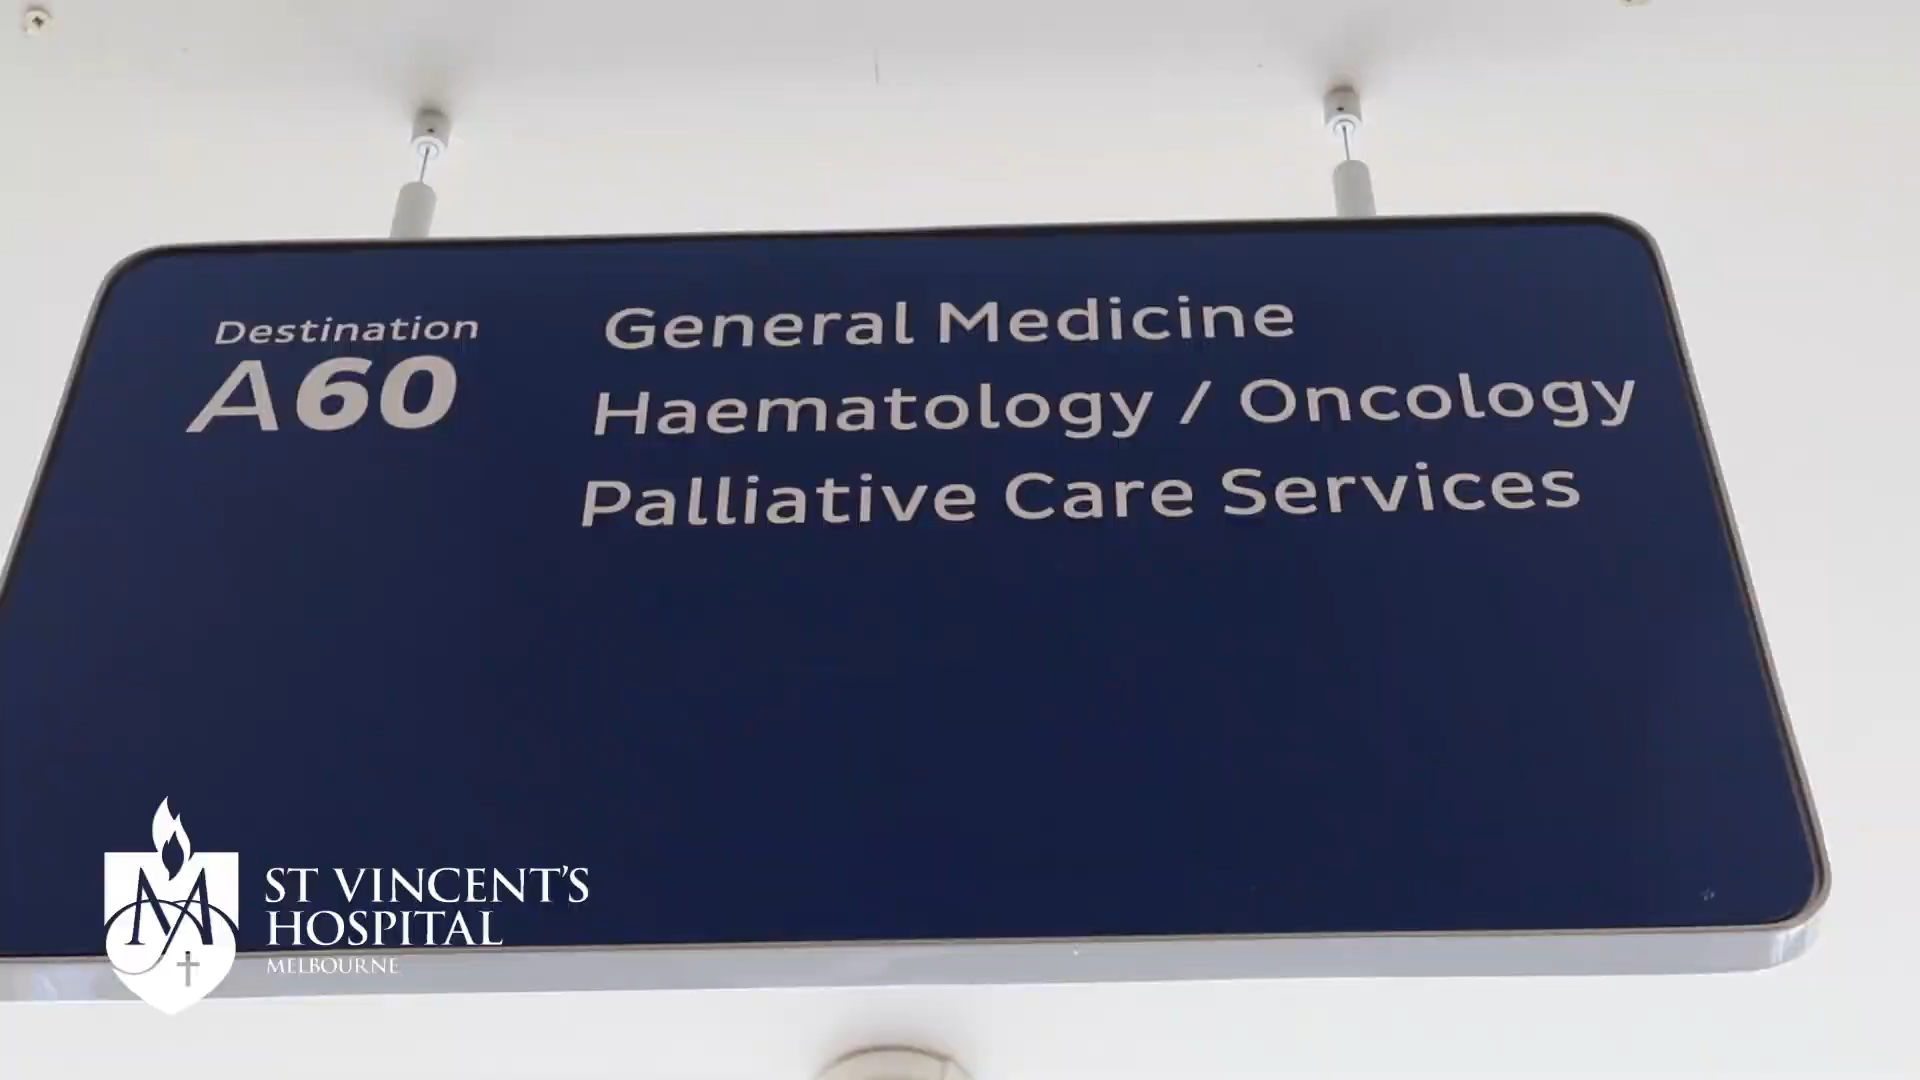 Destination
A60
General Medicine
Haematology / Oncology
Palliative Care Services
ST VINCENT'S
HOSPITAL
MELBOURNE